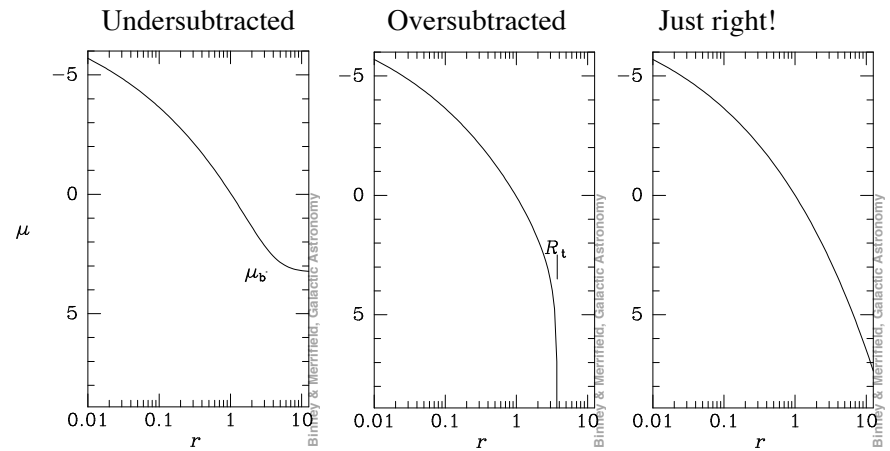 Undersubtracted
Oversubtracted
Just right!
−5
0
5
μ
μb
0.01 0.1 1 10
r
Binney & Merrifield, Galactic Astronomy
−5
0
5
Rt
0.01 0.1 1 10
r
Binney & Merrifield, Galactic Astronomy
−5
0
5
0.01 0.1 1 10
r
Binney & Merrifield, Galactic Astronomy